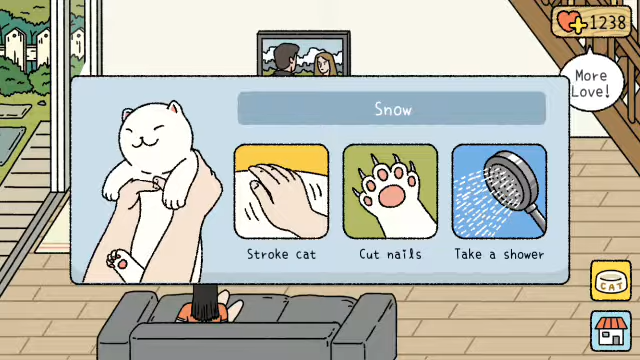 1238
More
Love!
Snow
Stroke cat
Cut nails
Take a shower
CAT